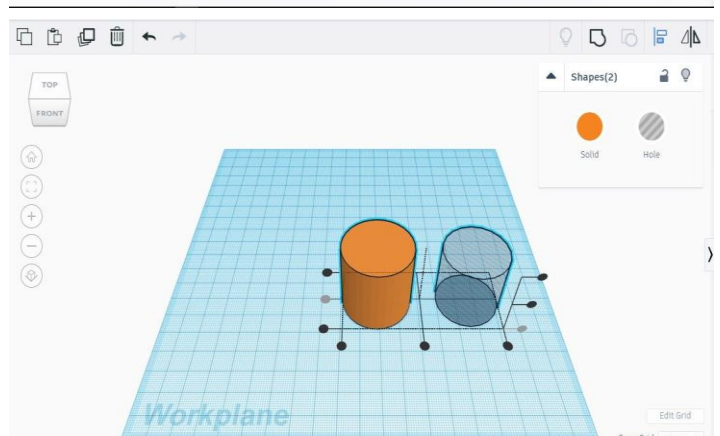 Shapes(2)
TOP
FRONT
Solid
Hole
Workplane
Edit Grid